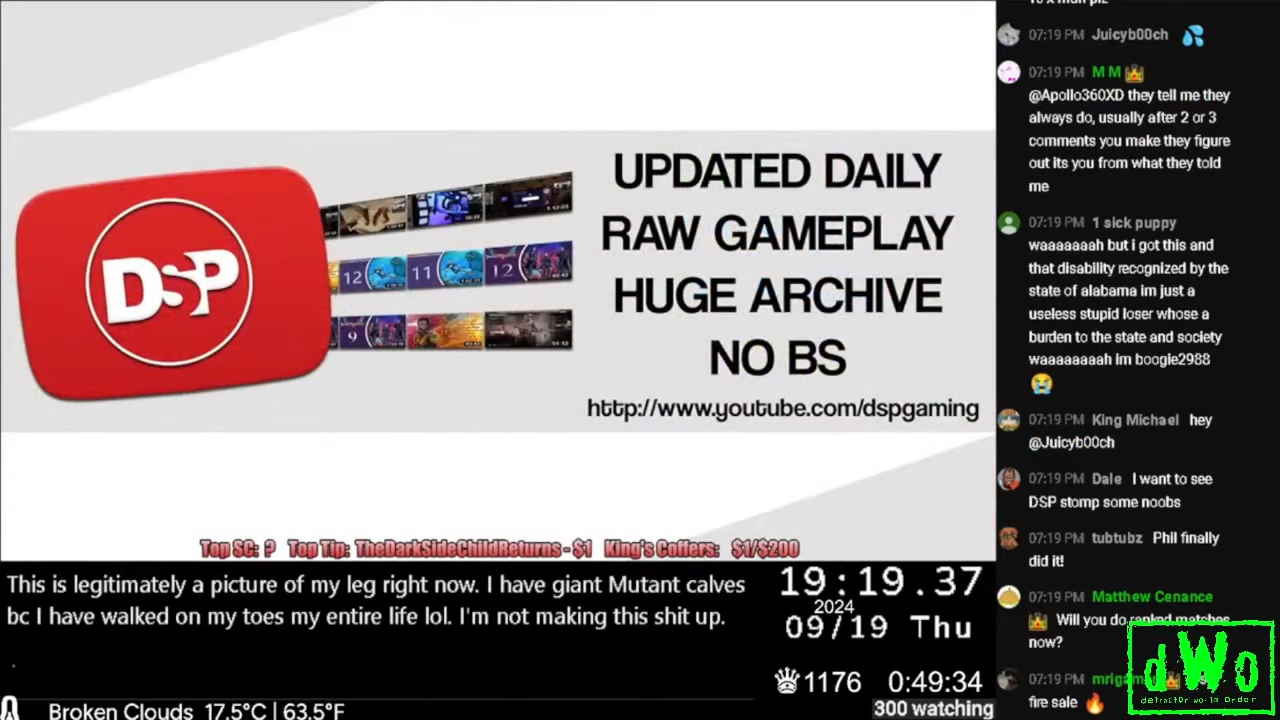 DSP
12
11
12
9
UPDATED DAILY
RAW GAMEPLAY
HUGE ARCHIVE
NO BS
http://www.youtube.com/dspgaming
Top SC: ? Top Tip: TheDarkSideChildReturns - $1 King's Coffers: $1/$200
This is legitimately a picture of my leg right now. I have giant Mutant calves
bc I have walked on my toes my entire life lol. I'm not making this shit up.
.
19:19.37
2024
09/19 Thu
1176 0:49:34
300 watching
Broken Clouds 17.5°C | 63.5°F
07:19 PM Juicyb00ch 💦
07:19 PM M M
@Apollo360XD they tell me they
always do, usually after 2 or 3
comments you make they figure
out its you from what they told
me
07:19 PM 1 sick puppy
waaaaaaah but i got this and
that disability recognized by the
state of alabama im just a
useless stupid loser whose a
burden to the state and society
waaaaaaaah im boogie2988
😭
07:19 PM King Michael hey
@Juicyb00ch
07:19 PM Dale I want to see
DSP stomp some noobs
07:19 PM tubtubz Phil finally
did it!
07:19 PM Matthew Cenance
Will you do ranked matches
now?
07:19 PM
fire sale 🔥
dWo
detractor world order